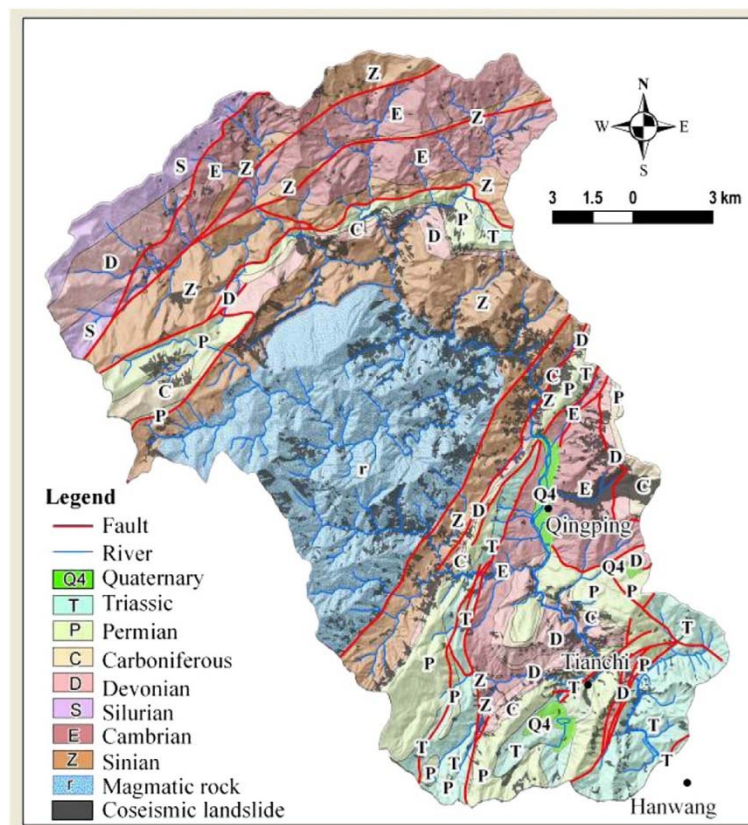 N
W E
S
3 1.5 0 3 km
Z
E
Z
S
E
Z
Z
E
Z
C
D
P
T
D
Z
D
Z
S
P
C
P
D
C
P
T
P
Z
E
D
r
Q4
E
C
Qingping
D
Z
T
C
E
Q4
D
P
P
C
T
T
D
Tianchi
P
P
D
T
D
Z
P
Z
C
Q4
T
T
T
P
T
P
P
T
P
Hanwang
Legend
Fault
River
Q4 Quaternary
T Triassic
P Permian
C Carboniferous
D Devonian
S Silurian
E Cambrian
Z Sinian
r Magmatic rock
Coseismic landslide